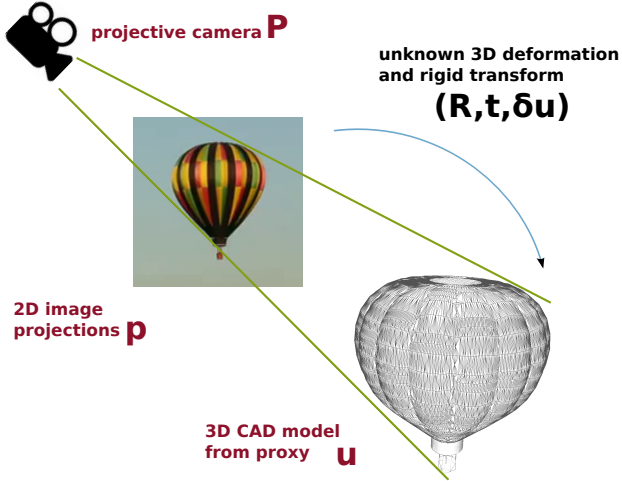 projective camera P
unknown 3D deformation
and rigid transform
(R,t,δu)
2D image
projections p
3D CAD model
from proxy u